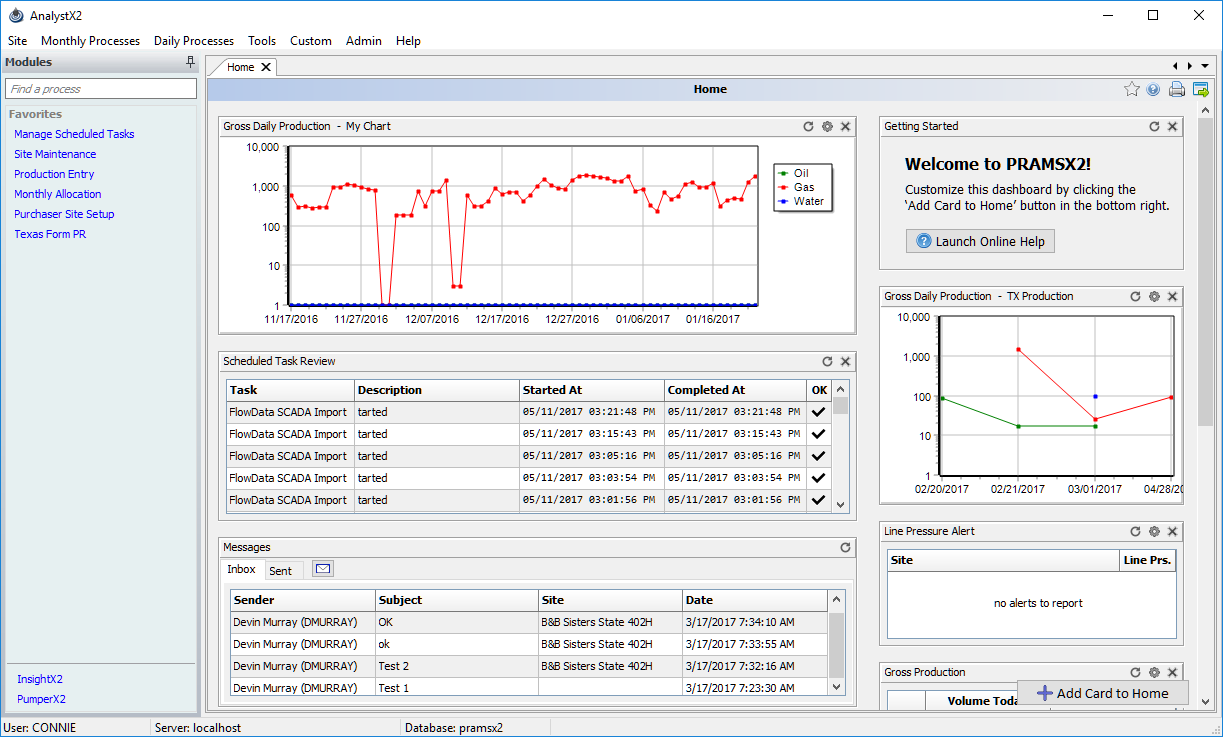 AnalystX2
Site Monthly Processes Daily Processes Tools Custom Admin Help
Modules
Find a process
Favorites
Manage Scheduled Tasks
Site Maintenance
Production Entry
Monthly Allocation
Purchaser Site Setup
Texas Form PR
InsightX2
PumperX2
Home
Home
Gross Daily Production - My Chart
10,000
1,000
100
10
1
11/17/2016 11/27/2016 12/07/2016 12/17/2016 12/27/2016 01/06/2017 01/16/2017
Oil
Gas
Water
Scheduled Task Review
Task Description Started At Completed At OK
FlowData SCADA Import tarted 05/11/2017 03:21:48 PM 05/11/2017 03:21:48 PM
FlowData SCADA Import tarted 05/11/2017 03:15:43 PM 05/11/2017 03:15:43 PM
FlowData SCADA Import tarted 05/11/2017 03:05:16 PM 05/11/2017 03:05:16 PM
FlowData SCADA Import tarted 05/11/2017 03:03:54 PM 05/11/2017 03:03:54 PM
FlowData SCADA Import tarted 05/11/2017 03:01:56 PM 05/11/2017 03:01:56 PM
Messages
Inbox Sent
Sender Subject Site Date
Devin Murray (DMURRAY) OK B&B Sisters State 402H 3/17/2017 7:34:10 AM
Devin Murray (DMURRAY) ok B&B Sisters State 402H 3/17/2017 7:33:55 AM
Devin Murray (DMURRAY) Test 2 B&B Sisters State 402H 3/17/2017 7:32:16 AM
Devin Murray (DMURRAY) Test 1 3/17/2017 7:23:30 AM
Getting Started
Welcome to PRAMSX2!
Customize this dashboard by clicking the
‘Add Card to Home’ button in the bottom right.
Launch Online Help
Gross Daily Production - TX Production
10,000
1,000
100
10
1
02/20/2017 02/21/2017 03/01/2017 04/28/20
Line Pressure Alert
Site Line Prs.
no alerts to report
Gross Production
Volume Toda
Add Card to Home
User: CONNIE Server: localhost Database: pramsx2